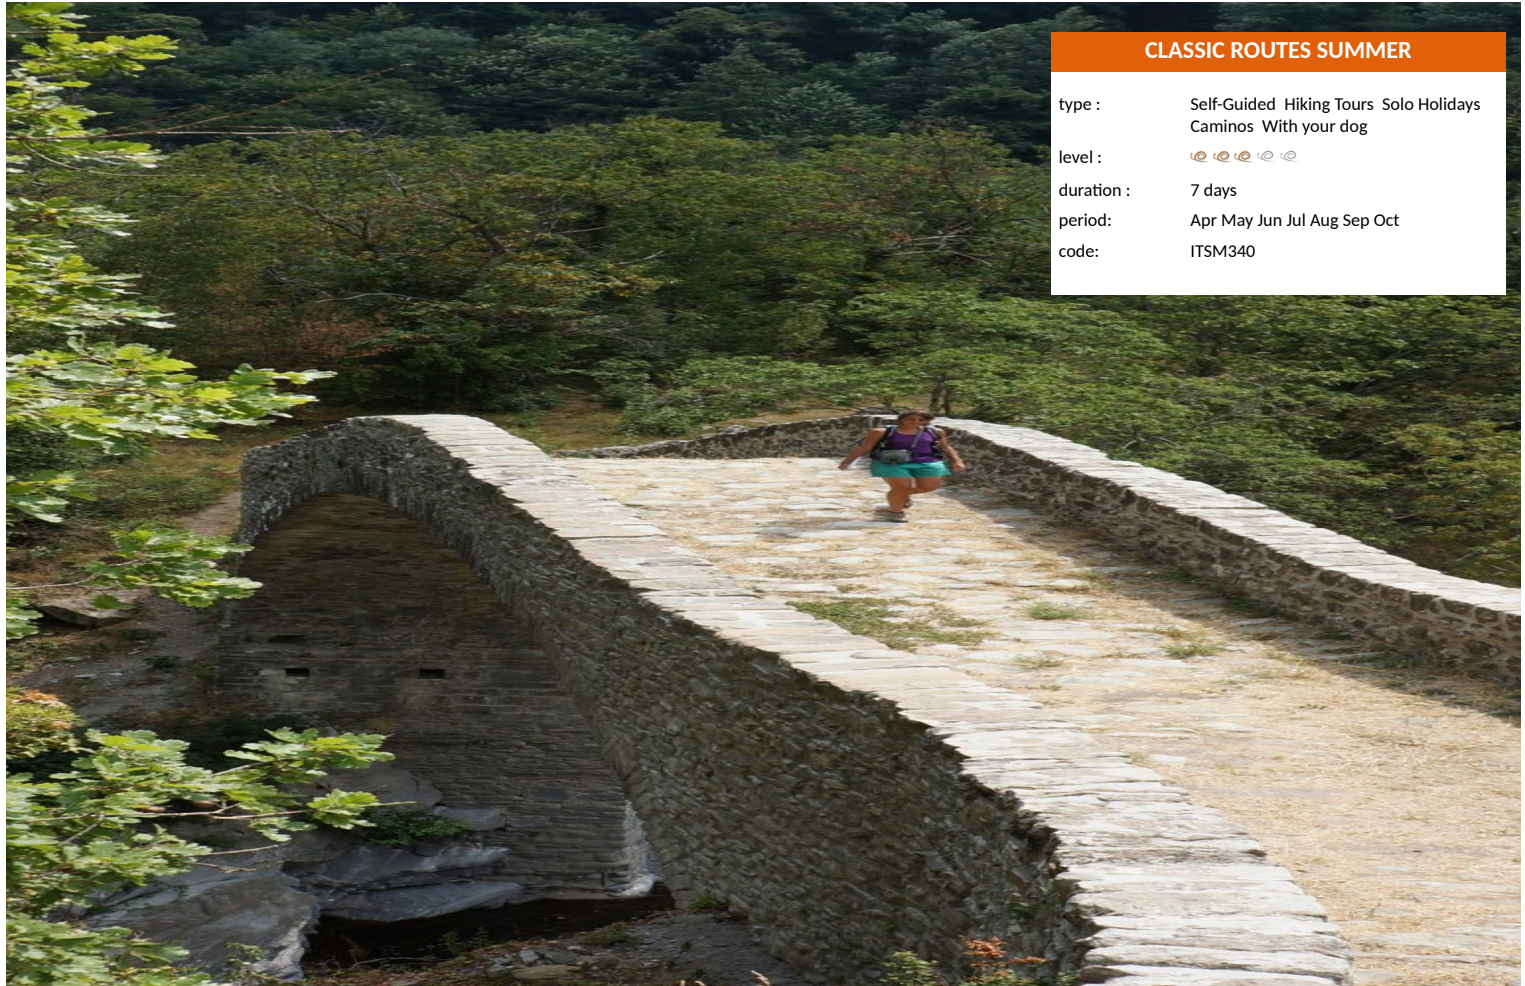 CLASSIC ROUTES SUMMER
type : Self-Guided Hiking Tours Solo Holidays
Caminos With your dog
level :
duration : 7 days
period: Apr May Jun Jul Aug Sep Oct
code: ITSM340